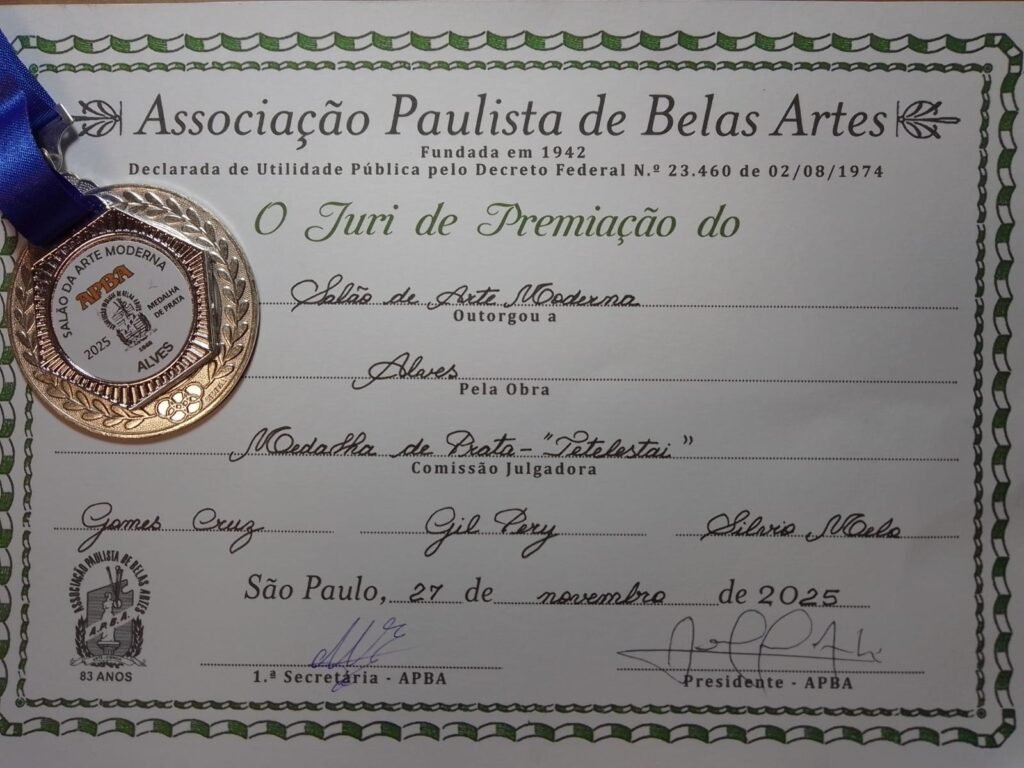 Associação Paulista de Belas Artes
Fundada em 1942
Declarada de Utilidade Pública pelo Decreto Federal N.º 23.460 de 02/08/1974
O Juri de Premiação do
Salão de Arte Moderna
Outorgou a
Alves
Pela Obra
Medalha de Prata - "Tetelestai"
Comissão Julgadora
Gomes Cruz Gil Pery Silvio Melo
São Paulo, 27 de novembro de 2025
1.ª Secretária - APBA
Presidente - APBA
ASSOCIAÇÃO PAULISTA DE BELAS ARTES
A.P.B.A.
83 ANOS
SALÃO DA ARTE MODERNA
APBA
MEDALHA
DE PRATA
2025
ALVES